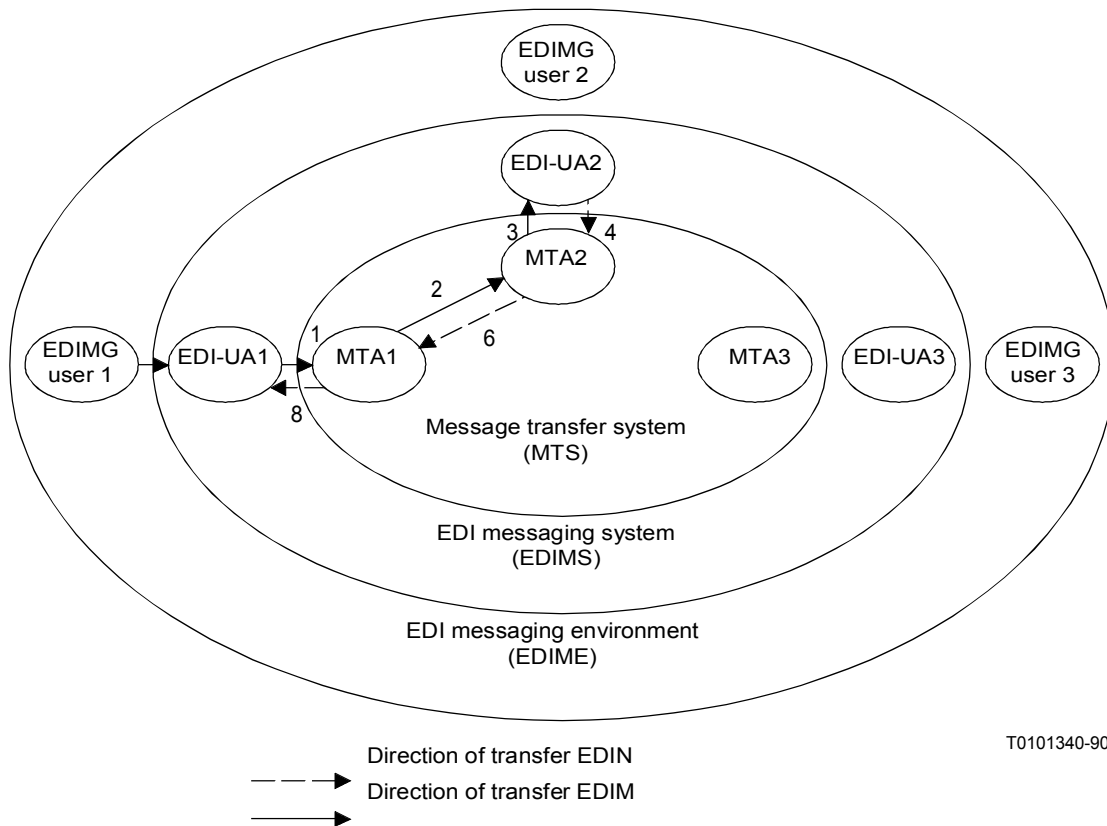 EDIMG
user 2
EDI-UA2
3
4
MTA2
2
6
1
EDIMG
user 1
EDI-UA1
MTA1
MTA3
EDI-UA3
EDIMG
user 3
8
Message transfer system
(MTS)
EDI messaging system
(EDIMS)
EDI messaging environment
(EDIME)
T0101340-90
Direction of transfer EDIN
Direction of transfer EDIM